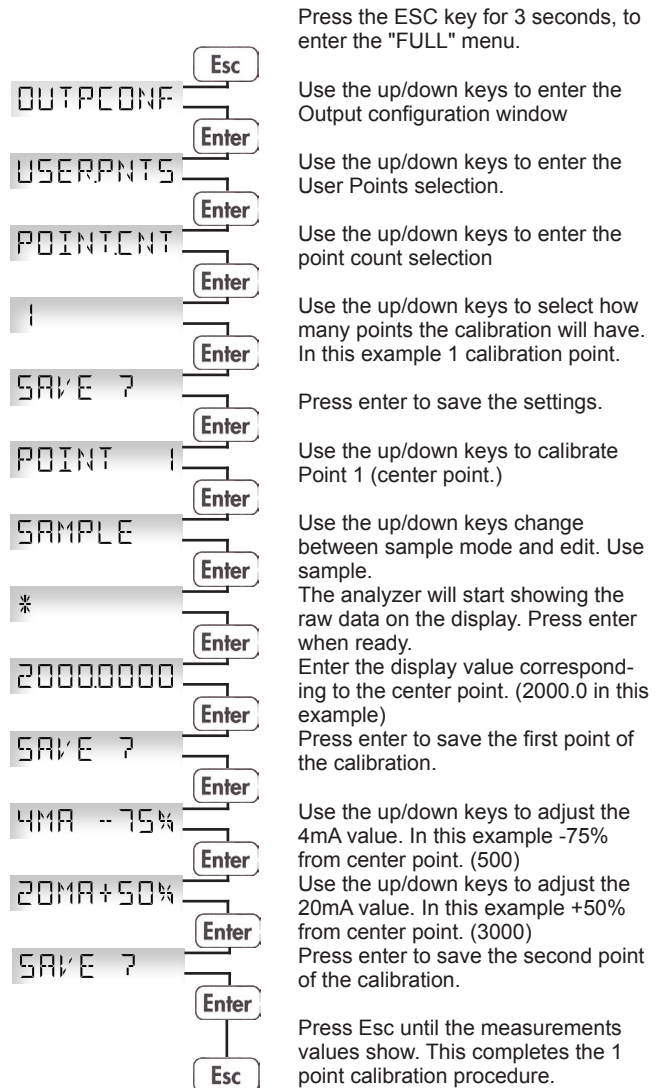 Press the ESC key for 3 seconds, to
enter the "FULL" menu.
Esc
OUTPCONF
Use the up/down keys to enter the
Output configuration window
Enter
USER.PNTS
Use the up/down keys to enter the
User Points selection.
Enter
POINT.CNT
Use the up/down keys to enter the
point count selection
Enter
1
Use the up/down keys to select how
many points the calibration will have.
In this example 1 calibration point.
Enter
SAVE ?
Press enter to save the settings.
Enter
POINT 1
Use the up/down keys to calibrate
Point 1 (center point.)
Enter
SAMPLE
Use the up/down keys change
between sample mode and edit. Use
sample.
Enter
*
The analyzer will start showing the
raw data on the display. Press enter
when ready.
Enter
2000.0000
Enter the display value correspond-
ing to the center point. (2000.0 in this
example)
Enter
SAVE ?
Press enter to save the first point of
the calibration.
Enter
4MA --75%
Use the up/down keys to adjust the
4mA value. In this example -75%
from center point. (500)
Enter
20MA+50%
Use the up/down keys to adjust the
20mA value. In this example +50%
from center point. (3000)
Enter
SAVE ?
Press enter to save the second point
of the calibration.
Enter
Press Esc until the measurements
values show. This completes the 1
point calibration procedure.
Esc